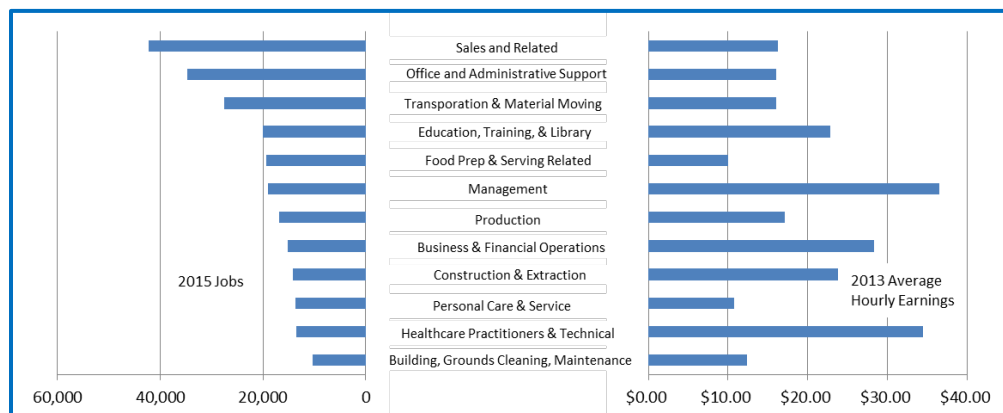 Sales and Related
Office and Administrative Support
Transporation & Material Moving
Education, Training, & Library
Food Prep & Serving Related
Management
Production
Business & Financial Operations
Construction & Extraction
Personal Care & Service
Healthcare Practitioners & Technical
Building, Grounds Cleaning, Maintenance
2015 Jobs
2013 Average
Hourly Earnings
60,000 40,000 20,000 0
$0.00 $10.00 $20.00 $30.00 $40.00